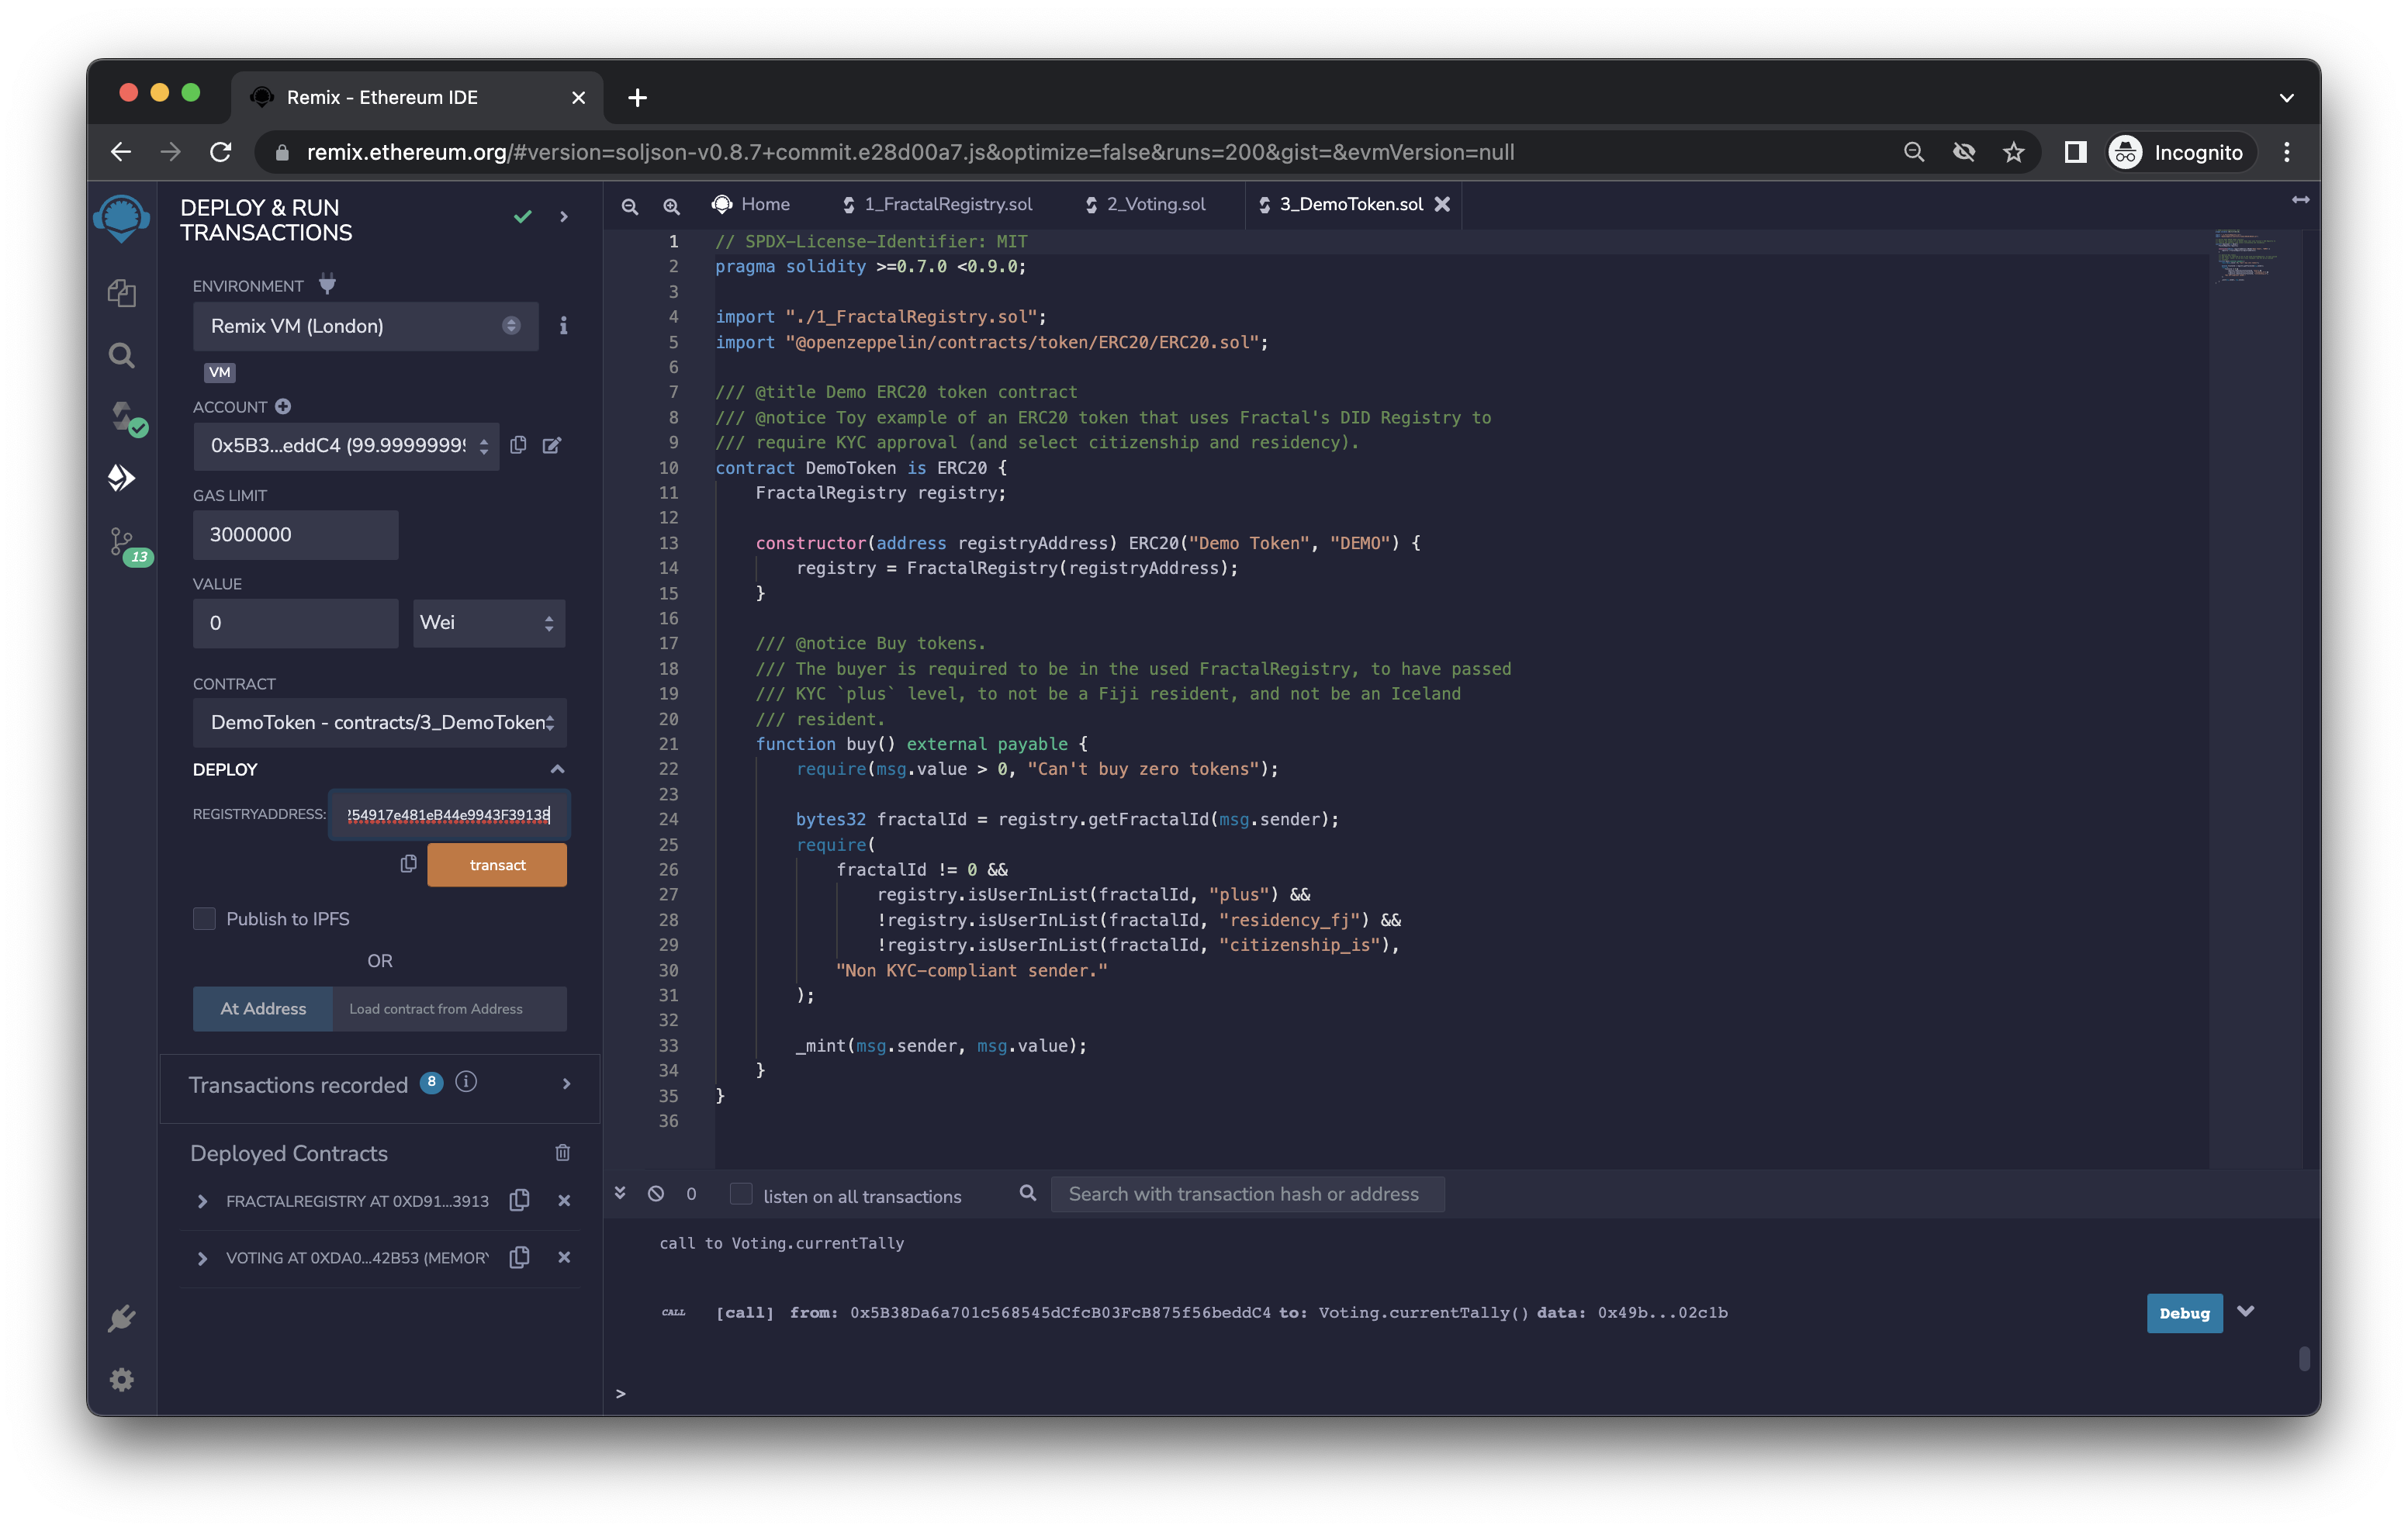 Remix - Ethereum IDE
remix.ethereum.org/#version=soljson-v0.8.7+commit.e28d00a7.js&optimize=false&runs=200&gist=&evmVersion=null
Incognito
DEPLOY & RUN
TRANSACTIONS
ENVIRONMENT
Remix VM (London)
VM
ACCOUNT
0x5B3...eddC4 (99.9999999
GAS LIMIT
3000000
VALUE
0
Wei
CONTRACT
DemoToken - contracts/3_DemoToken
DEPLOY
REGISTRYADDRESS:
254917e481eB44e9943F39138
transact
Publish to IPFS
OR
At Address
Load contract from Address
Transactions recorded 8
Deployed Contracts
FRACTALREGISTRY AT 0XD91...3913
VOTING AT 0XDA0...42B53 (MEMORY
13
Home
1_FractalRegistry.sol
2_Voting.sol
3_DemoToken.sol
1 // SPDX-License-Identifier: MIT
2 pragma solidity >=0.7.0 <0.9.0;
3
4 import "./1_FractalRegistry.sol";
5 import "@openzeppelin/contracts/token/ERC20/ERC20.sol";
6
7 /// @title Demo ERC20 token contract
8 /// @notice Toy example of an ERC20 token that uses Fractal's DID Registry to
9 /// require KYC approval (and select citizenship and residency).
10 contract DemoToken is ERC20 {
11 FractalRegistry registry;
12
13 constructor(address registryAddress) ERC20("Demo Token", "DEMO") {
14 registry = FractalRegistry(registryAddress);
15 }
16
17 /// @notice Buy tokens.
18 /// The buyer is required to be in the used FractalRegistry, to have passed
19 /// KYC `plus` level, to not be a Fiji resident, and not be an Iceland
20 /// resident.
21 function buy() external payable {
22 require(msg.value > 0, "Can't buy zero tokens");
23
24 bytes32 fractalId = registry.getFractalId(msg.sender);
25 require(
26 fractalId != 0 &&
27 registry.isUserInList(fractalId, "plus") &&
28 !registry.isUserInList(fractalId, "residency_fj") &&
29 !registry.isUserInList(fractalId, "citizenship_is"),
30 "Non KYC-compliant sender."
31 );
32
33 _mint(msg.sender, msg.value);
34 }
35 }
36
0
listen on all transactions
Search with transaction hash or address
call to Voting.currentTally
CALL [call] from: 0x5B38Da6a701c568545dCfcB03FcB875f56beddC4 to: Voting.currentTally() data: 0x49b...02c1b
Debug
>